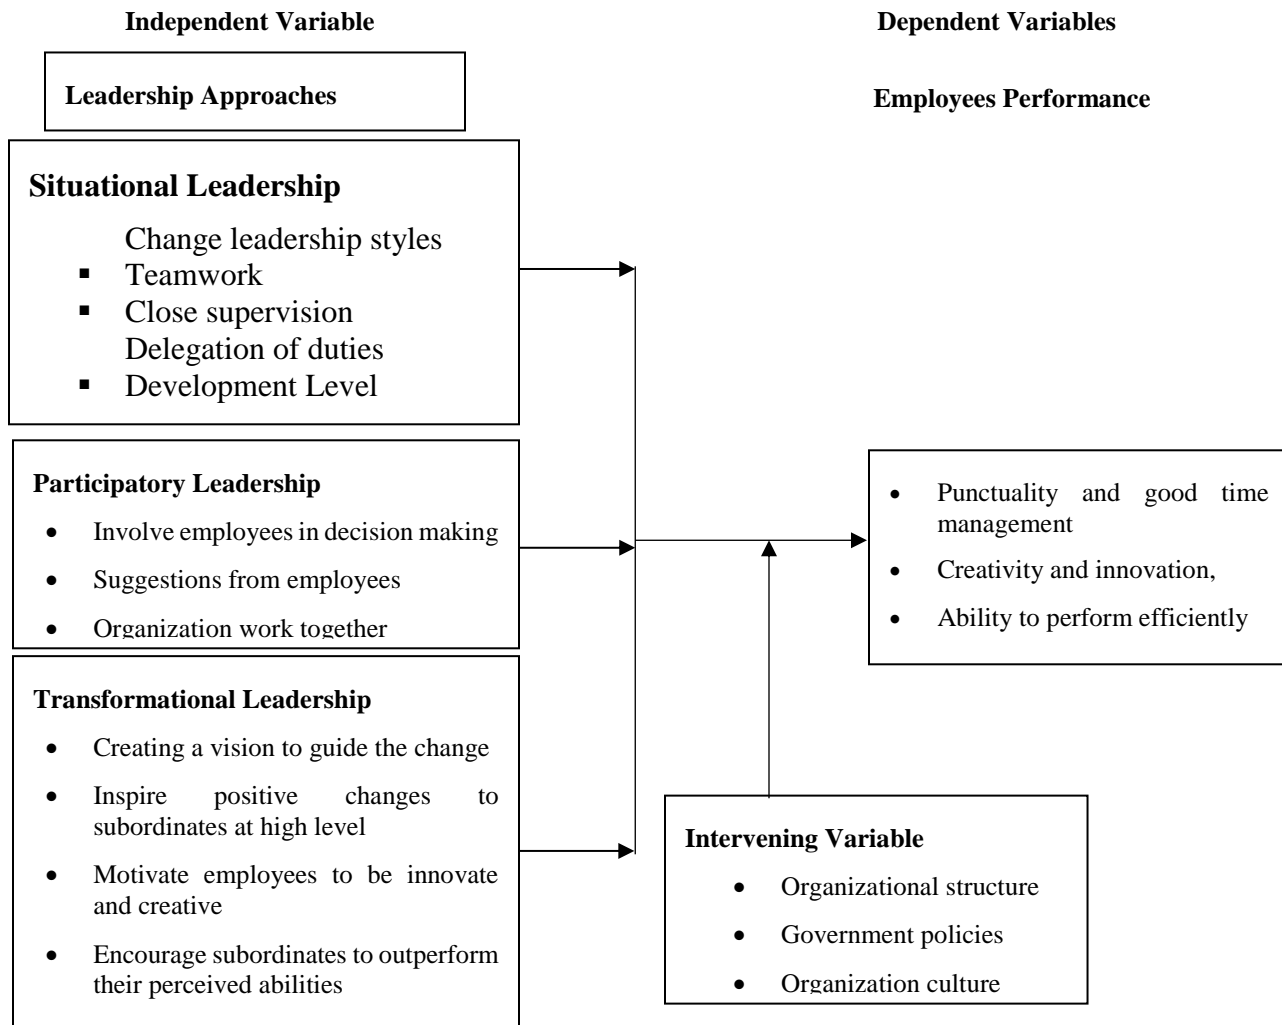 Independent Variable
Dependent Variables
Leadership Approaches
Employees Performance
Situational Leadership
Change leadership styles
▪ Teamwork
▪ Close supervision
Delegation of duties
▪ Development Level
Participatory Leadership
• Involve employees in decision making
• Suggestions from employees
• Organization work together
Transformational Leadership
• Creating a vision to guide the change
• Inspire positive changes to
subordinates at high level
• Motivate employees to be innovate
and creative
• Encourage subordinates to outperform
their perceived abilities
• Punctuality and good time
management
• Creativity and innovation,
• Ability to perform efficiently
Intervening Variable
• Organizational structure
• Government policies
• Organization culture